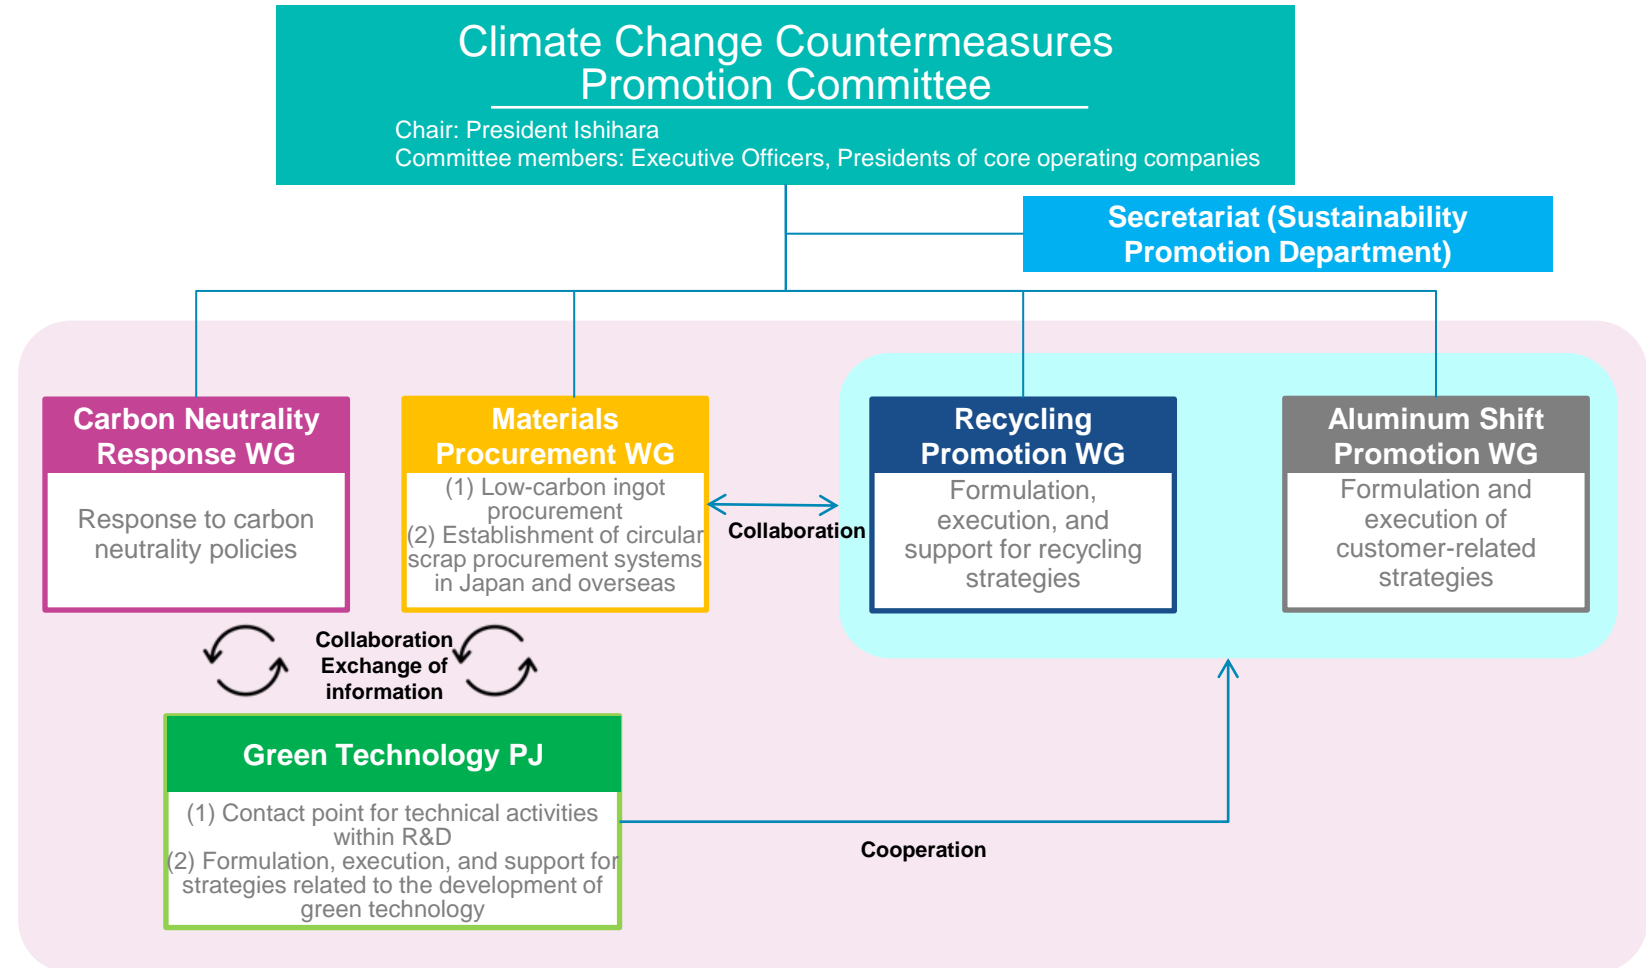 Climate Change Countermeasures
Promotion Committee
Chair: President Ishihara
Committee members: Executive Officers, Presidents of core operating companies
Secretariat (Sustainability
Promotion Department)
Carbon Neutrality
Response WG
Response to carbon
neutrality policies
Materials
Procurement WG
(1) Low-carbon ingot
procurement
(2) Establishment of circular
scrap procurement systems
in Japan and overseas
Collaboration
Recycling
Promotion WG
Formulation,
execution, and
support for recycling
strategies
Aluminum Shift
Promotion WG
Formulation and
execution of
customer-related
strategies
Collaboration
Exchange of
information
Green Technology PJ
(1) Contact point for technical activities
within R&D
(2) Formulation, execution, and support for
strategies related to the development of
green technology
Cooperation